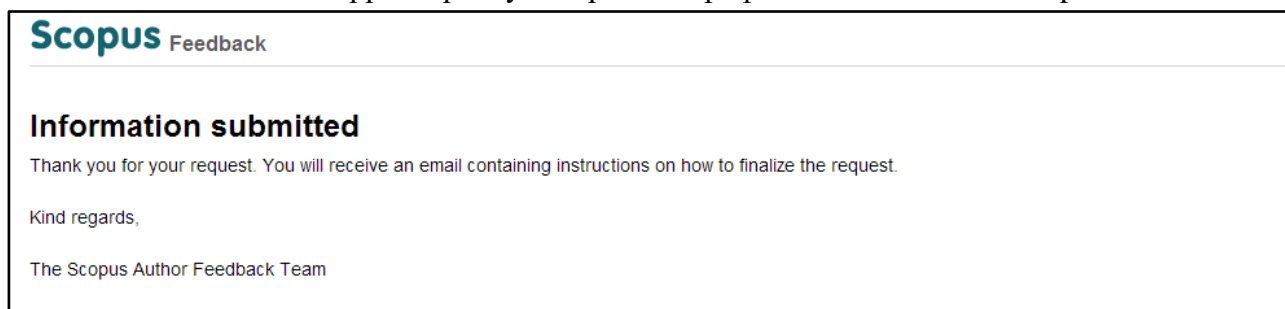 Scopus Feedback
Information submitted
Thank you for your request. You will receive an email containing instructions on how to finalize the request.
Kind regards,
The Scopus Author Feedback Team